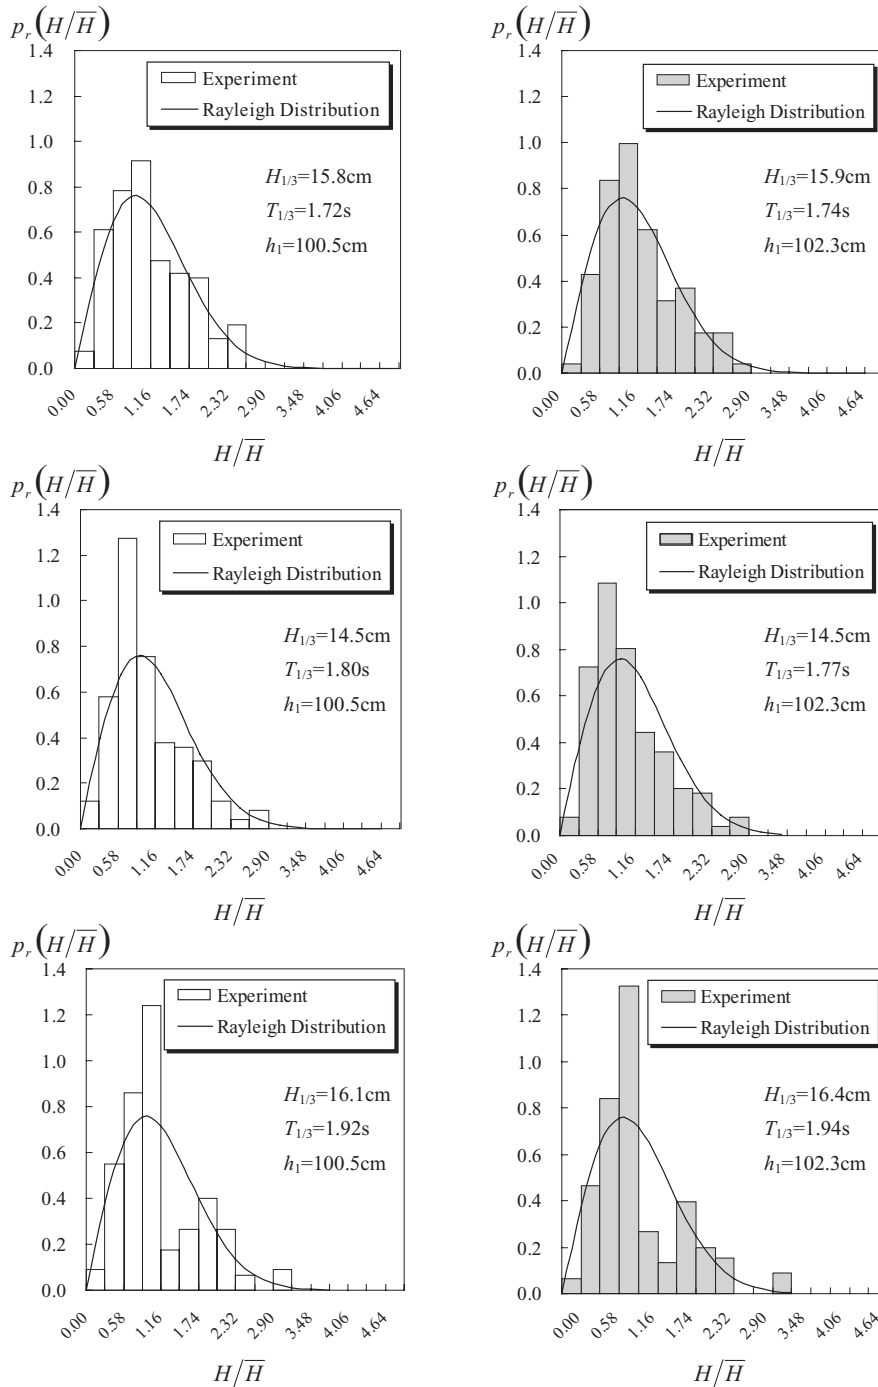 p_r(H/H̅)
1.4
1.2
1.0
0.8
0.6
0.4
0.2
0.0
Experiment
Rayleigh Distribution
H1/3=15.8cm
T1/3=1.72s
h1=100.5cm
0.00 0.58 1.16 1.74 2.32 2.90 3.48 4.06 4.64
H/H̅
p_r(H/H̅)
1.4
1.2
1.0
0.8
0.6
0.4
0.2
0.0
Experiment
Rayleigh Distribution
H1/3=15.9cm
T1/3=1.74s
h1=102.3cm
0.00 0.58 1.16 1.74 2.32 2.90 3.48 4.06 4.64
H/H̅
p_r(H/H̅)
1.4
1.2
1.0
0.8
0.6
0.4
0.2
0.0
Experiment
Rayleigh Distribution
H1/3=14.5cm
T1/3=1.80s
h1=100.5cm
0.00 0.58 1.16 1.74 2.32 2.90 3.48 4.06 4.64
H/H̅
p_r(H/H̅)
1.4
1.2
1.0
0.8
0.6
0.4
0.2
0.0
Experiment
Rayleigh Distribution
H1/3=14.5cm
T1/3=1.77s
h1=102.3cm
0.00 0.58 1.16 1.74 2.32 2.90 3.48 4.06 4.64
H/H̅
p_r(H/H̅)
1.4
1.2
1.0
0.8
0.6
0.4
0.2
0.0
Experiment
Rayleigh Distribution
H1/3=16.1cm
T1/3=1.92s
h1=100.5cm
0.00 0.58 1.16 1.74 2.32 2.90 3.48 4.06 4.64
H/H̅
p_r(H/H̅)
1.4
1.2
1.0
0.8
0.6
0.4
0.2
0.0
Experiment
Rayleigh Distribution
H1/3=16.4cm
T1/3=1.94s
h1=102.3cm
0.00 0.58 1.16 1.74 2.32 2.90 3.48 4.06 4.64
H/H̅